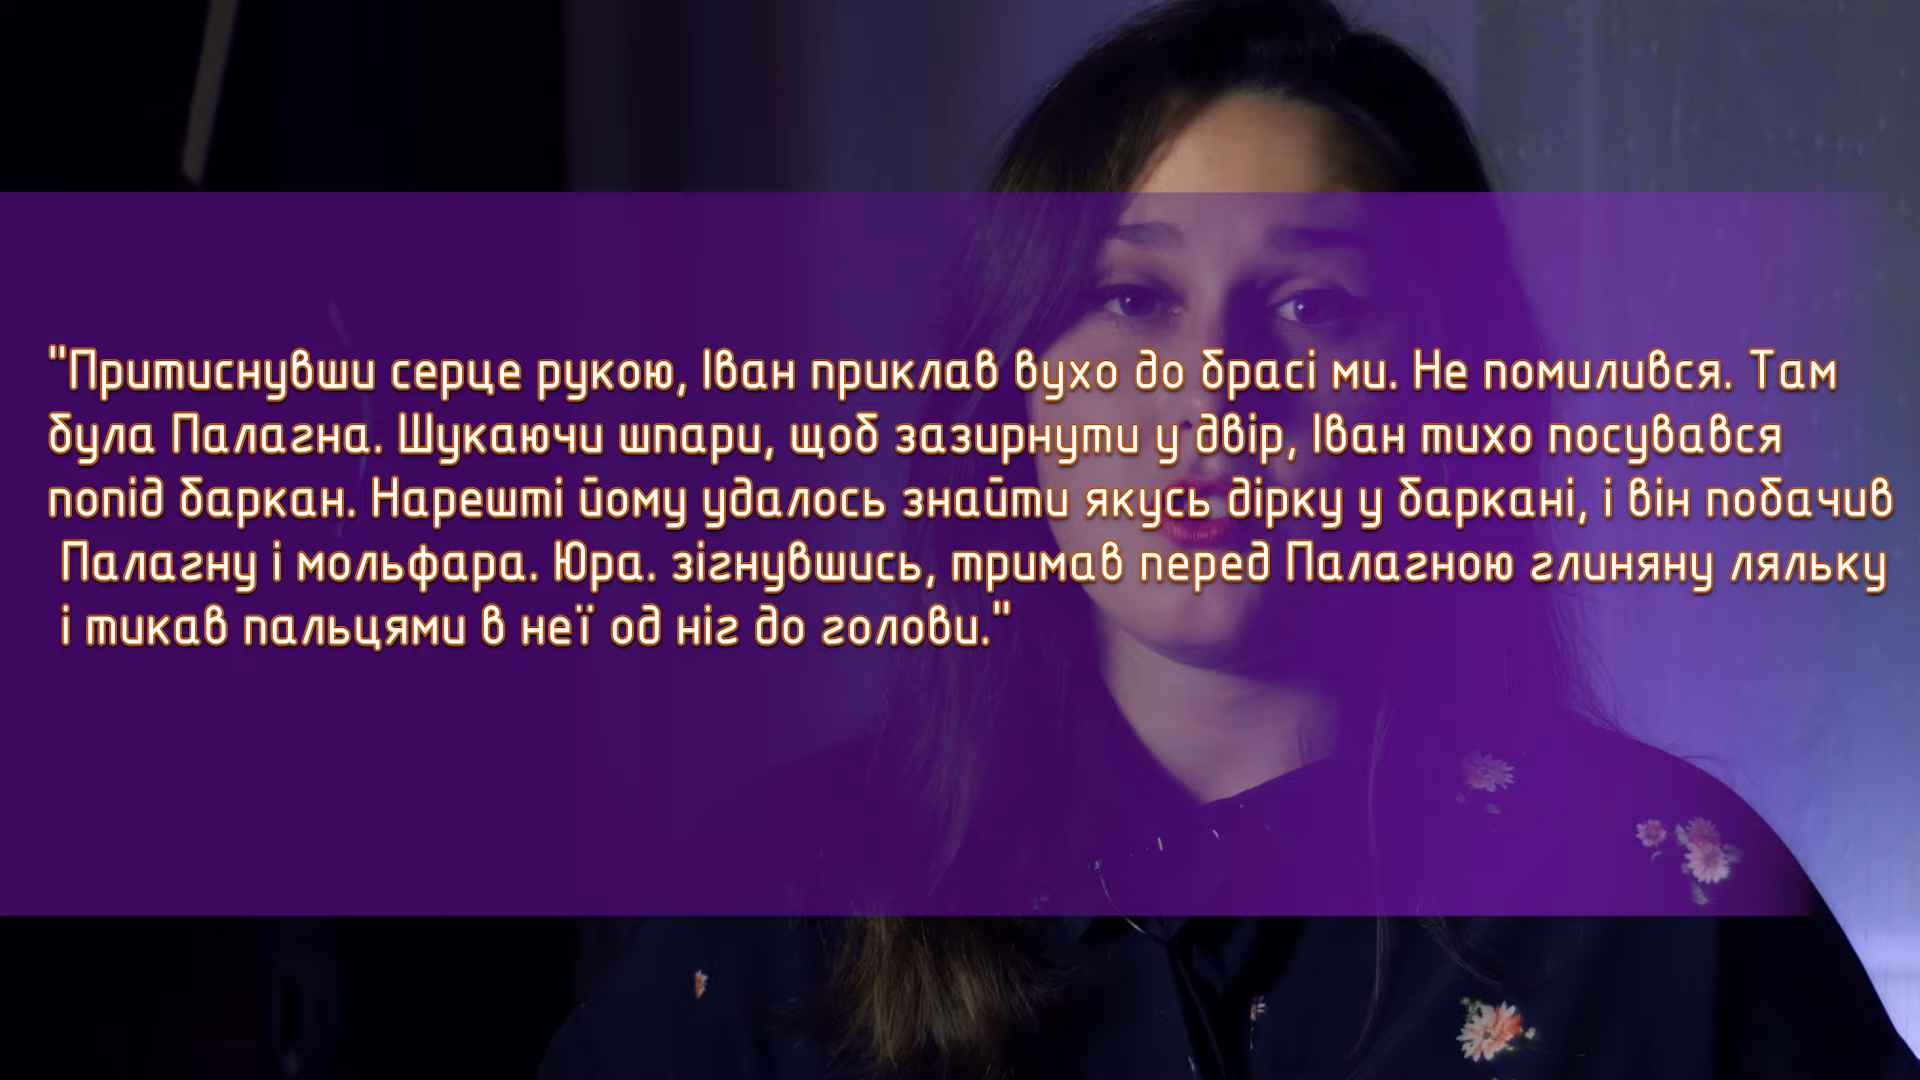 "Притиснувши серце рукою, Іван приклав вухо до брасі ми. Не помилився. Там
була Палагна. Шукаючи шпари, щоб зазирнути у двір, Іван тихо посувався
попід баркан. Нарешті йому удалось знайти якусь дірку у баркані, і він побачив
Палагну і мольфара. Юра. зігнувшись, тримав перед Палагною глиняну ляльку
і тикав пальцями в неї од ніг до голови."